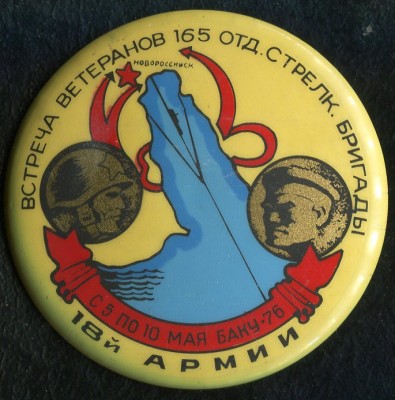 ВСТРЕЧА ВЕТЕРАНОВ 165 ОТД. СТРЕЛК. БРИГАДЫ
НОВОРОССИЙСК
С 5 ПО 10 МАЯ БАКУ-76
18й АРМИИ